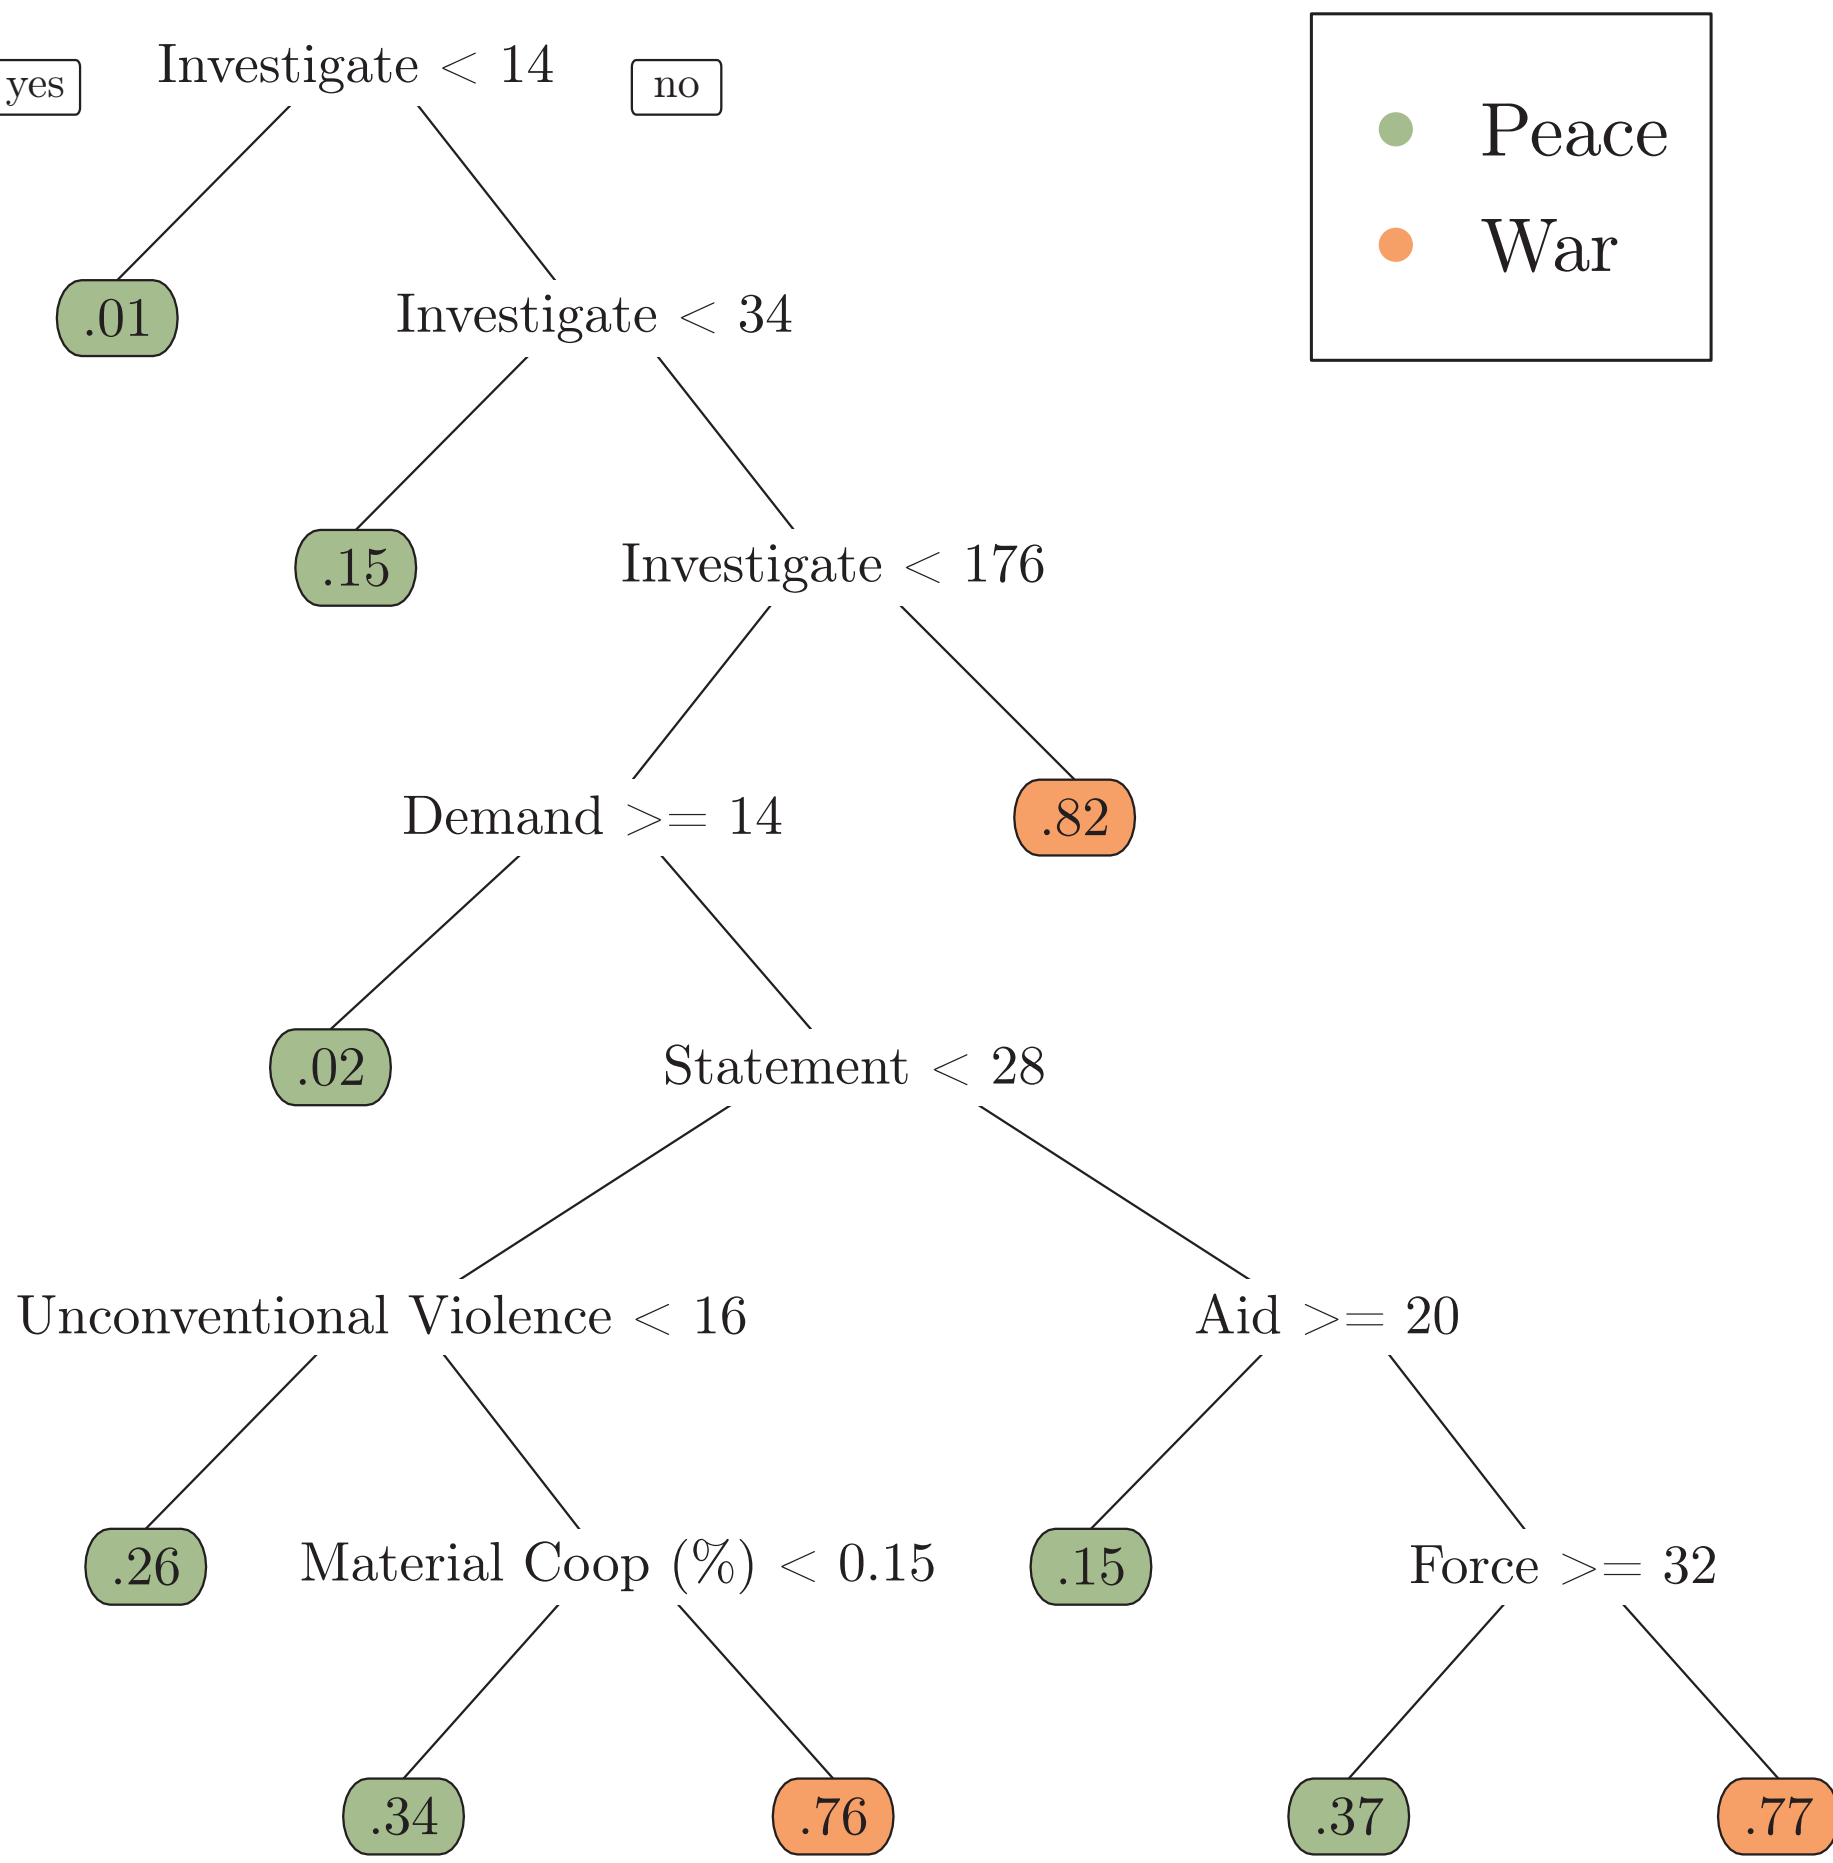 yes
Investigate < 14
no
Peace
War
.01
Investigate < 34
.15
Investigate < 176
Demand >= 14
.82
.02
Statement < 28
Unconventional Violence < 16
Aid >= 20
.26
Material Coop (%) < 0.15
.15
Force >= 32
.34
.76
.37
.77